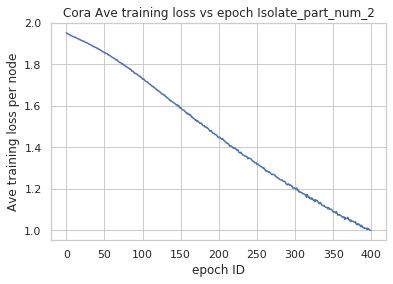 Cora Ave training loss vs epoch Isolate_part_num_2
Ave training loss per node
2.0
1.8
1.6
1.4
1.2
1.0
0 50 100 150 200 250 300 350 400
epoch ID